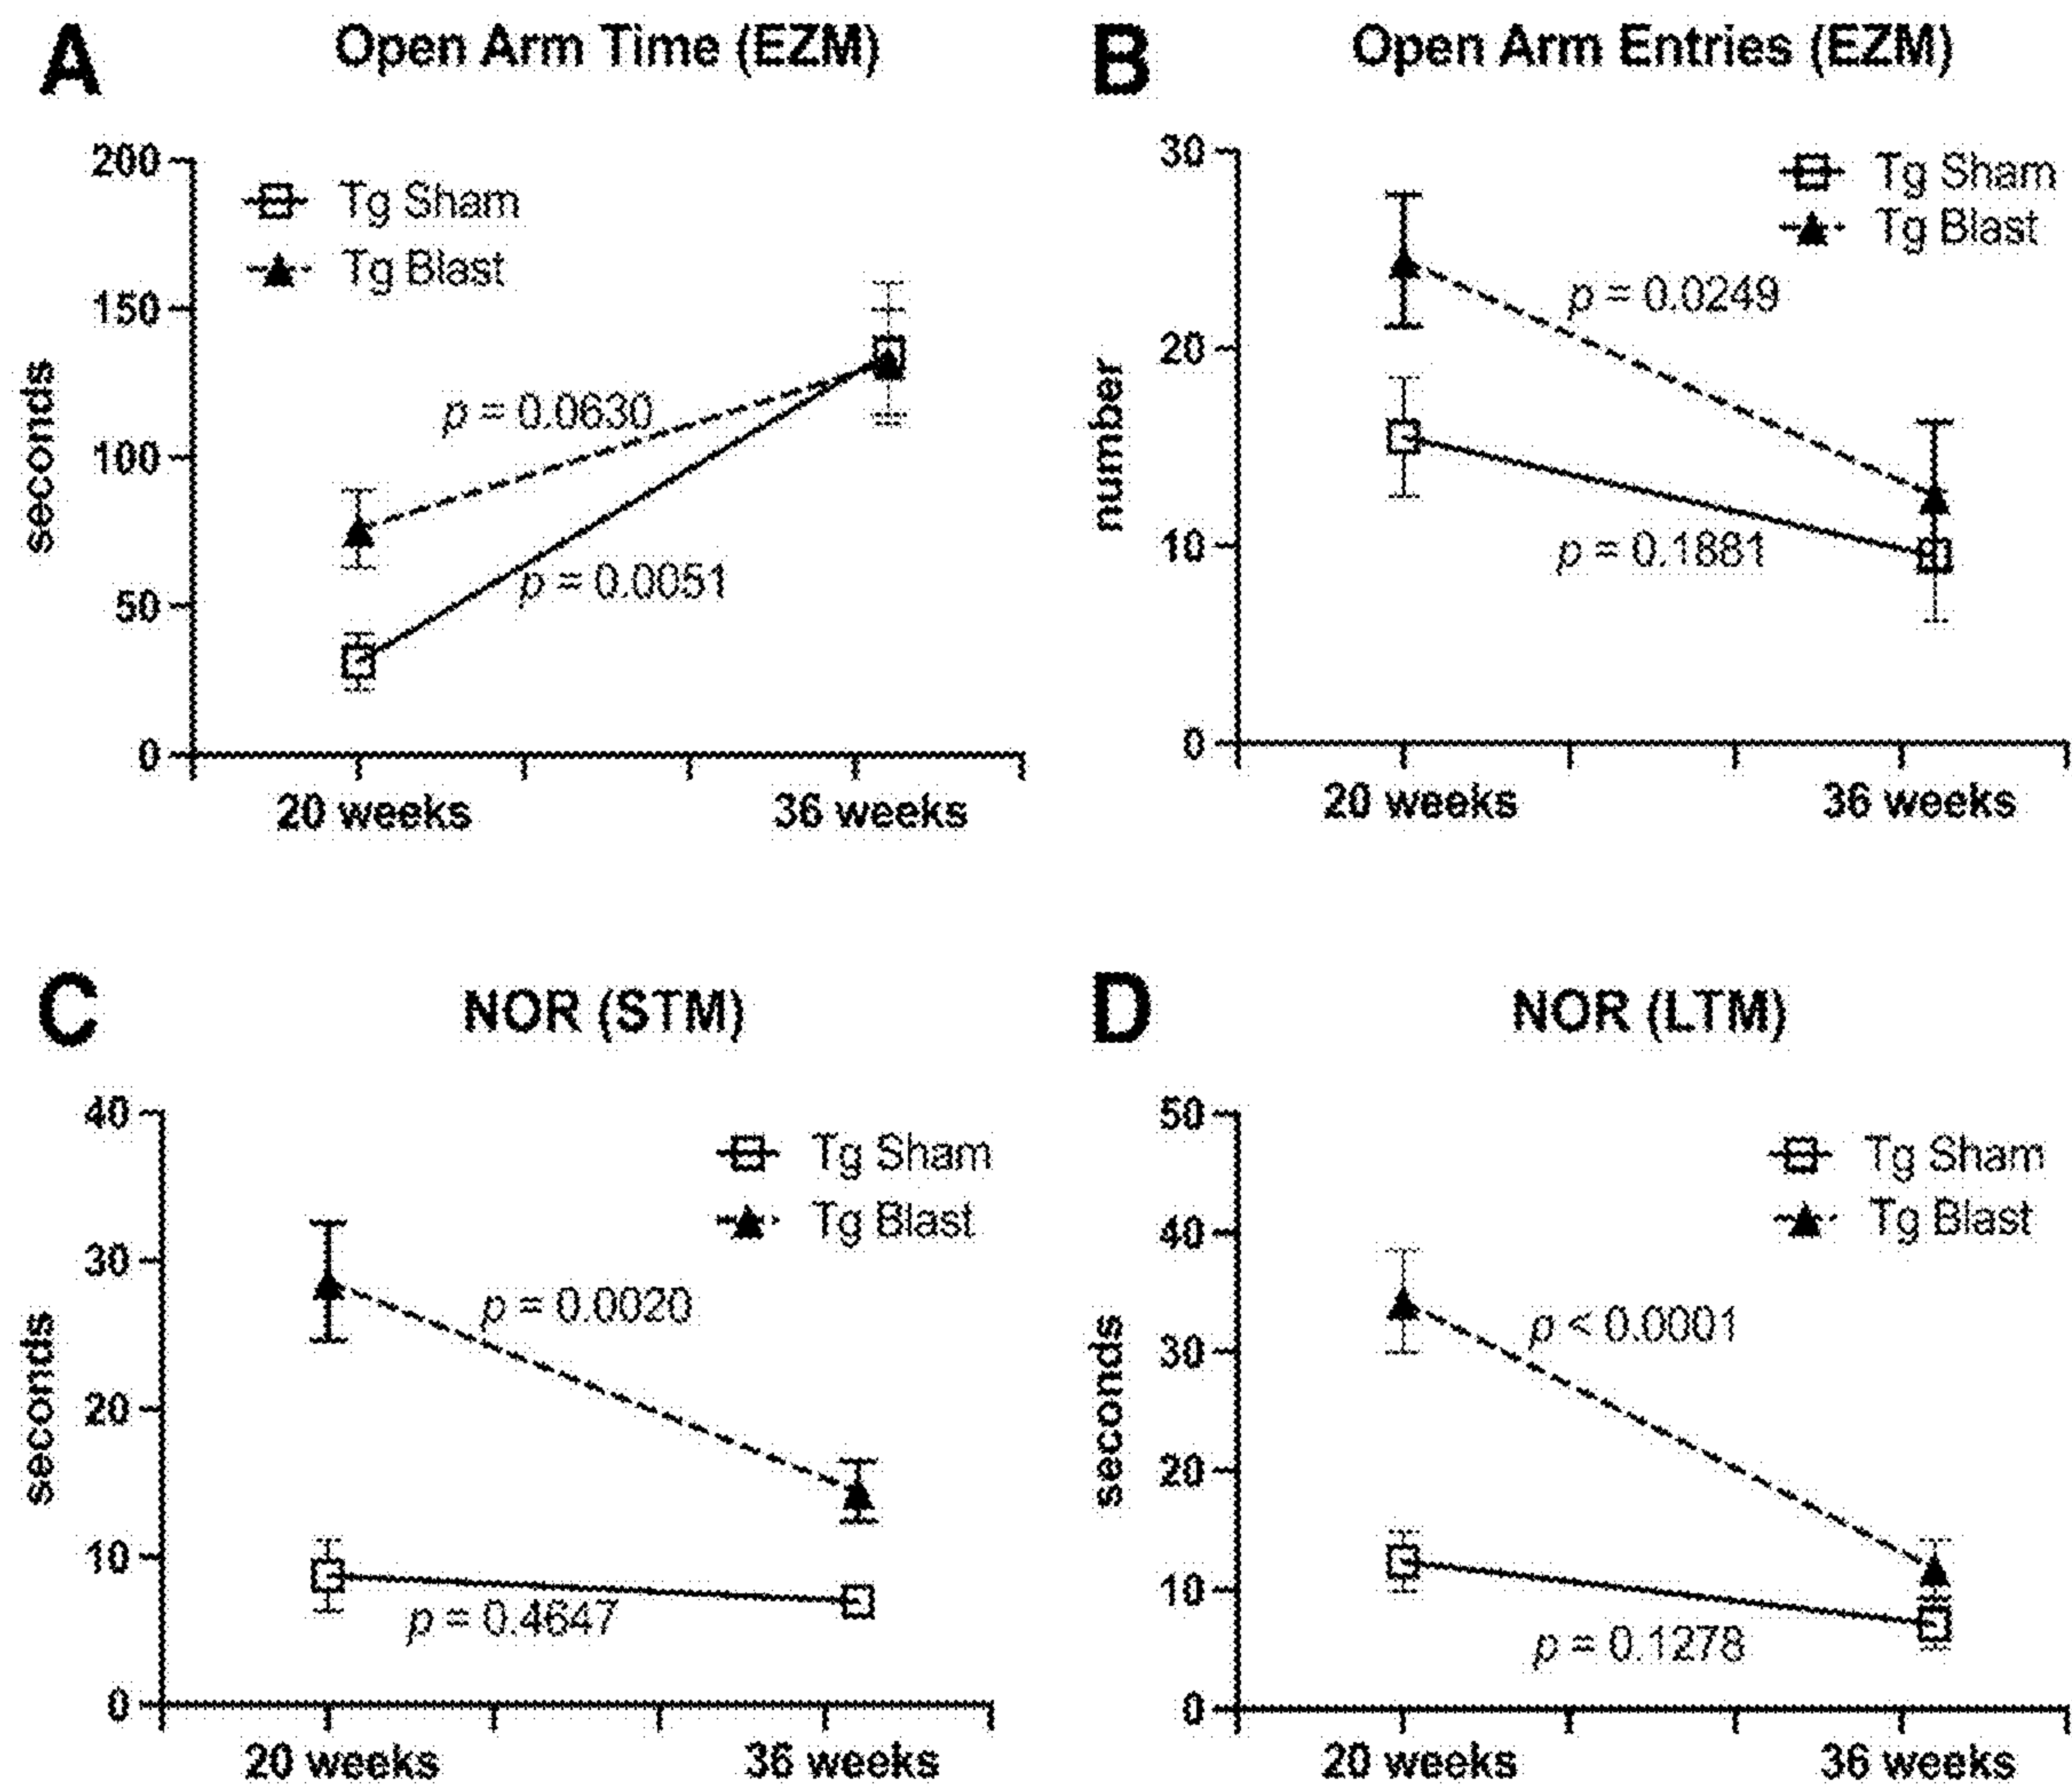 A Open Arm Time (EZM)
200
150
100
50
0
seconds
Tg Sham
Tg Blast
p = 0.0630
p = 0.0051
20 weeks 36 weeks
B Open Arm Entries (EZM)
30
20
10
0
number
Tg Sham
Tg Blast
p = 0.0249
p = 0.1881
20 weeks 36 weeks
C NOR (STM)
40
30
20
10
0
seconds
Tg Sham
Tg Blast
p = 0.0020
p = 0.4647
20 weeks 36 weeks
D NOR (LTM)
50
40
30
20
10
0
seconds
Tg Sham
Tg Blast
p < 0.0001
p = 0.1278
20 weeks 36 weeks